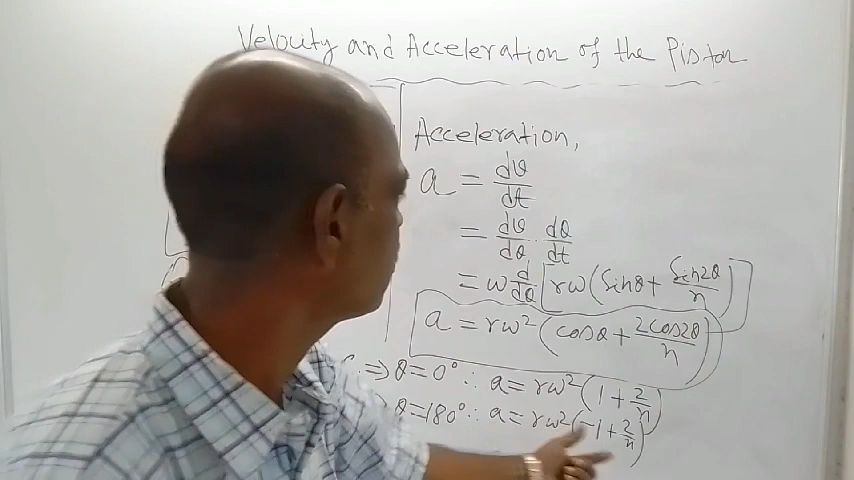 Velocity and Acceleration of the Piston
Acceleration,
a = dv/dt
= dv/dθ . dθ/dt
= ω d/dθ [rω(sinθ + sin2θ/n)]
a = rω² (cosθ + 2cos2θ/n)
⇒ θ = 0° ∴ a = rω² (1 + 2/n)
θ = 180° ∴ a = rω² (-1 + 2/n)